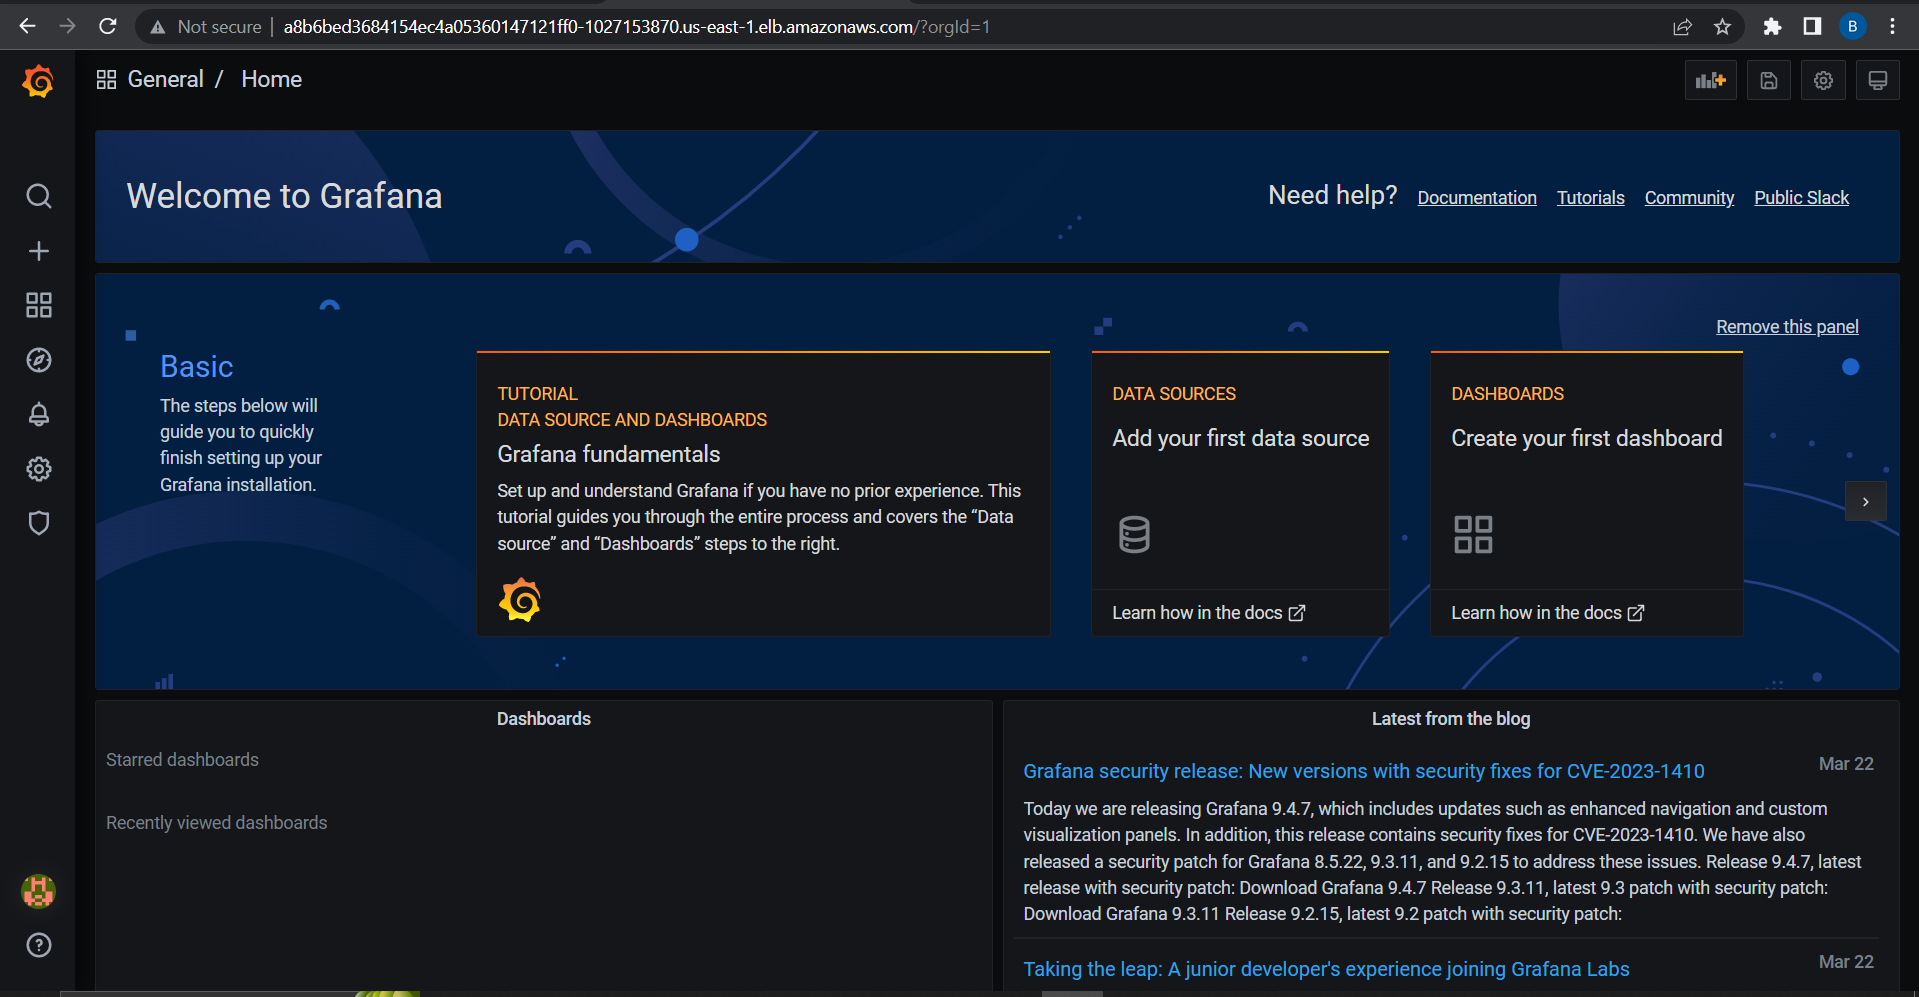 Not secure | a8b6bed3684154ec4a05360147121ff0-1027153870.us-east-1.elb.amazonaws.com/?orgId=1
B
General / Home
Welcome to Grafana
Need help? Documentation Tutorials Community Public Slack
Remove this panel
Basic
The steps below will
guide you to quickly
finish setting up your
Grafana installation.
TUTORIAL
DATA SOURCE AND DASHBOARDS
Grafana fundamentals
Set up and understand Grafana if you have no prior experience. This
tutorial guides you through the entire process and covers the “Data
source” and “Dashboards” steps to the right.
DATA SOURCES
Add your first data source
Learn how in the docs
DASHBOARDS
Create your first dashboard
Learn how in the docs
Dashboards
Starred dashboards
Recently viewed dashboards
Latest from the blog
Grafana security release: New versions with security fixes for CVE-2023-1410
Mar 22
Today we are releasing Grafana 9.4.7, which includes updates such as enhanced navigation and custom
visualization panels. In addition, this release contains security fixes for CVE-2023-1410. We have also
released a security patch for Grafana 8.5.22, 9.3.11, and 9.2.15 to address these issues. Release 9.4.7, latest
release with security patch: Download Grafana 9.4.7 Release 9.3.11, latest 9.3 patch with security patch:
Download Grafana 9.3.11 Release 9.2.15, latest 9.2 patch with security patch:
Taking the leap: A junior developer's experience joining Grafana Labs
Mar 22